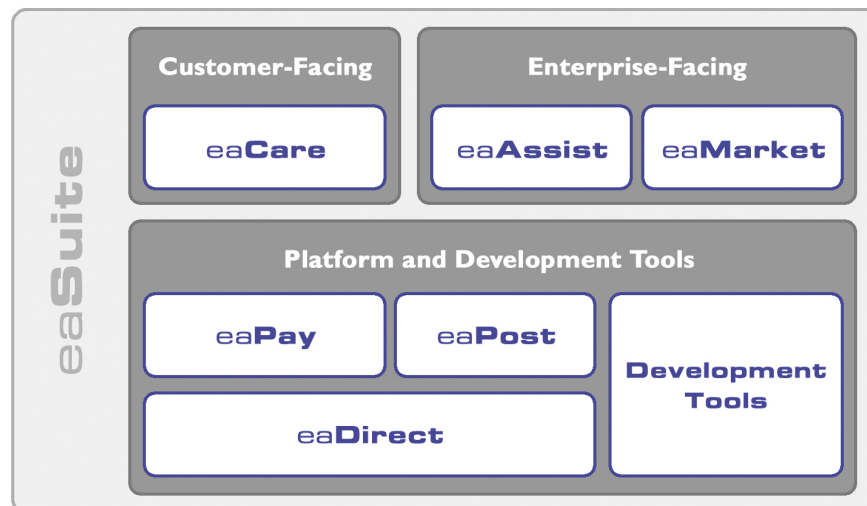 eaSuite
Customer-Facing
eaCare
Enterprise-Facing
eaAssist
eaMarket
Platform and Development Tools
eaPay
eaPost
eaDirect
Development
Tools